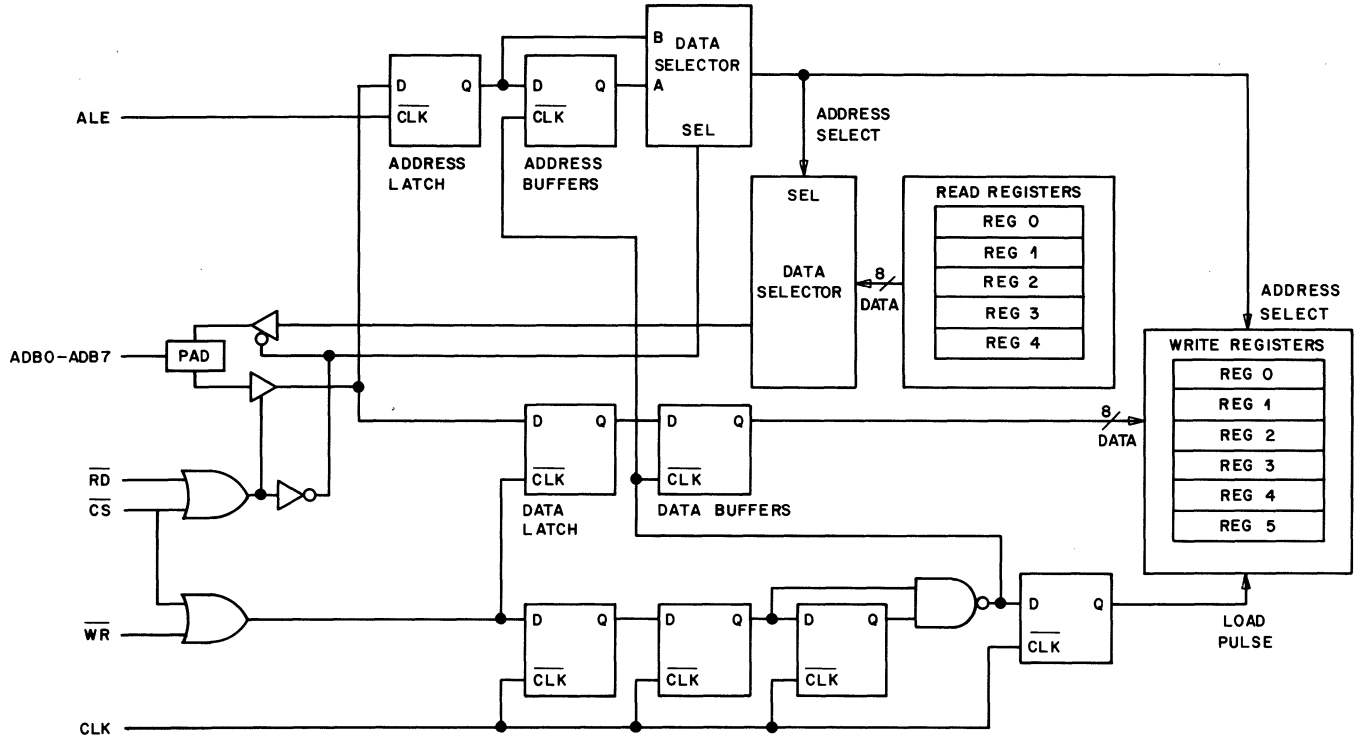 B
DATA
SELECTOR
A
SEL
D Q
CLK
ADDRESS
LATCH
D Q
CLK
ADDRESS
BUFFERS
ALE
ADDRESS
SELECT
SEL
DATA
SELECTOR
8
DATA
READ REGISTERS
REG 0
REG 1
REG 2
REG 3
REG 4
ADDRESS
SELECT
ADB0-ADB7
PAD
WRITE REGISTERS
REG 0
REG 1
REG 2
REG 3
REG 4
REG 5
D Q
CLK
DATA
LATCH
D Q
CLK
DATA BUFFERS
8
DATA
RD
CS
WR
D Q
CLK
D Q
CLK
D Q
CLK
D Q
CLK
LOAD
PULSE
CLK